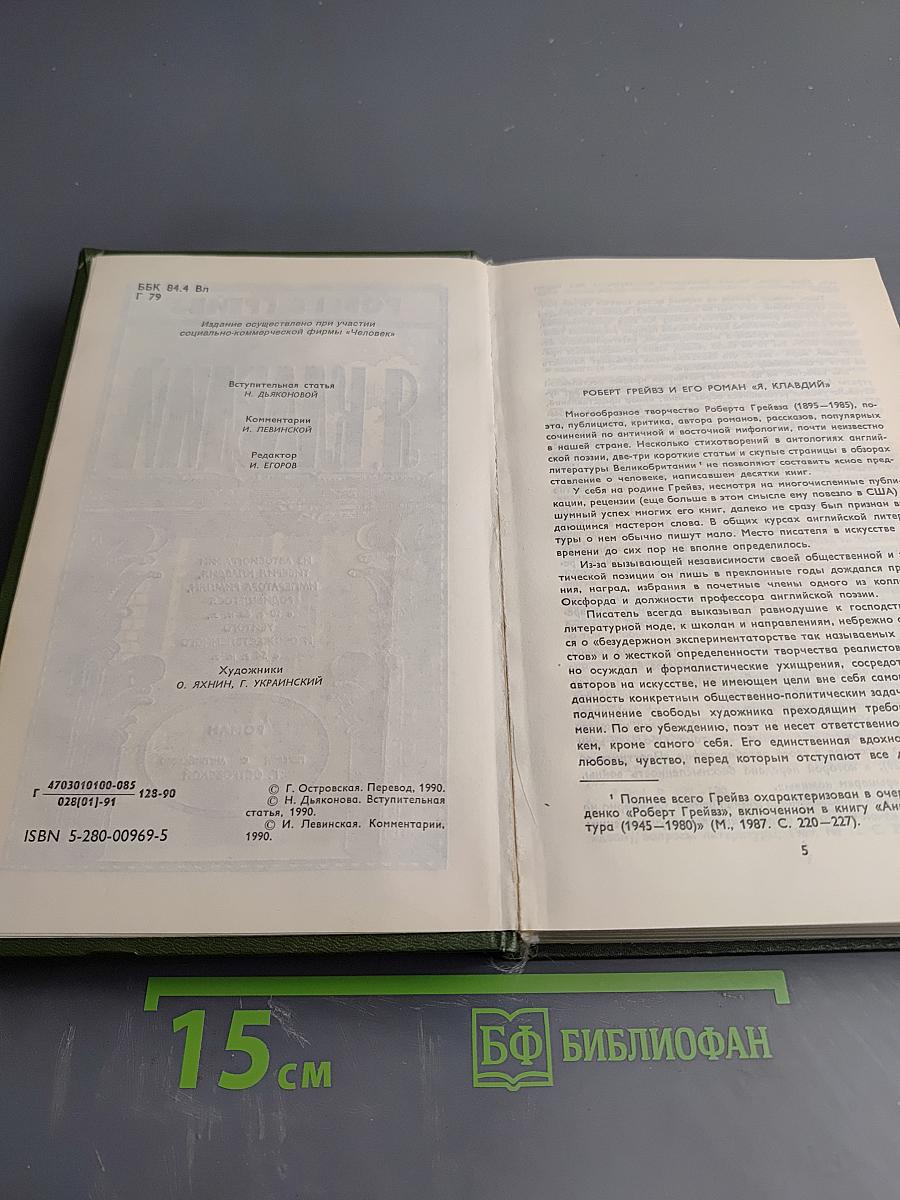 ББК 84.4 Вл
Г 79
Издание осуществлено при участии
социально-коммерческой фирмы «Человек»
Вступительная статья
Н. ДЬЯКОНОВОЙ
Комментарии
И. ЛЕВИНСКОЙ
Редактор
И. ЕГОРОВ
Художники
О. ЯХНИН, Г. УКРАИНСКИЙ
Г 4703010100-085 128-90
028(01)-91
ISBN 5-280-00969-5
© Г. Островская. Перевод, 1990.
© Н. Дьяконова. Вступительная
статья, 1990.
© И. Левинская. Комментарии,
1990.
РОБЕРТ ГРЕЙВЗ И ЕГО РОМАН «Я, КЛАВДИЙ»
Многообразное творчество Роберта Грейвза (1895—1985), по-
эта, публициста, критика, автора романов, рассказов, популярных
сочинений по античной и восточной мифологии, почти неизвестно
в нашей стране. Несколько стихотворений в антологиях англий-
ской поэзии, две-три короткие статьи и скупые страницы в обзорах
литературы Великобритании ¹ не позволяют составить ясное пред-
ставление о человеке, написавшем десятки книг.
У себя на родине Грейвз, несмотря на многочисленные публи-
кации, рецензии (еще больше в этом смысле ему повезло в США)
шумный успех многих его книг, далеко не сразу был признан в
дающимся мастером слова. В общих курсах английской литер
туры о нем обычно пишут мало. Место писателя в искусстве
времени до сих пор не вполне определилось.
Из-за вызывающей независимости своей общественной и
тической позиции он лишь в преклонные годы дождался пр
ния, наград, избрания в почетные члены одного из колл
Оксфорда и должности профессора английской поэзии.
Писатель всегда выказывал равнодушие к господст
литературной моде, к школам и направлениям, небрежно о
ся о «безудержном экспериментаторстве так называемых
стов» и о жесткой определенности творчества реалистов
но осуждал и формалистические ухищрения, сосредот
авторов на искусстве, не имеющем цели вне себя самог
данность конкретным общественно-политическим задач
подчинение свободы художника преходящим требо
мени. По его убеждению, поэт не несет ответственно
кем, кроме самого себя. Его единственная вдохно
любовь, чувство, перед которым отступают все д
¹ Полнее всего Грейвз охарактеризован в очер
денко «Роберт Грейвз», включенном в книгу «Анг
тура (1945—1980)» (М., 1987. С. 220—227).
5
15 см
БФ БИБЛИОФАН